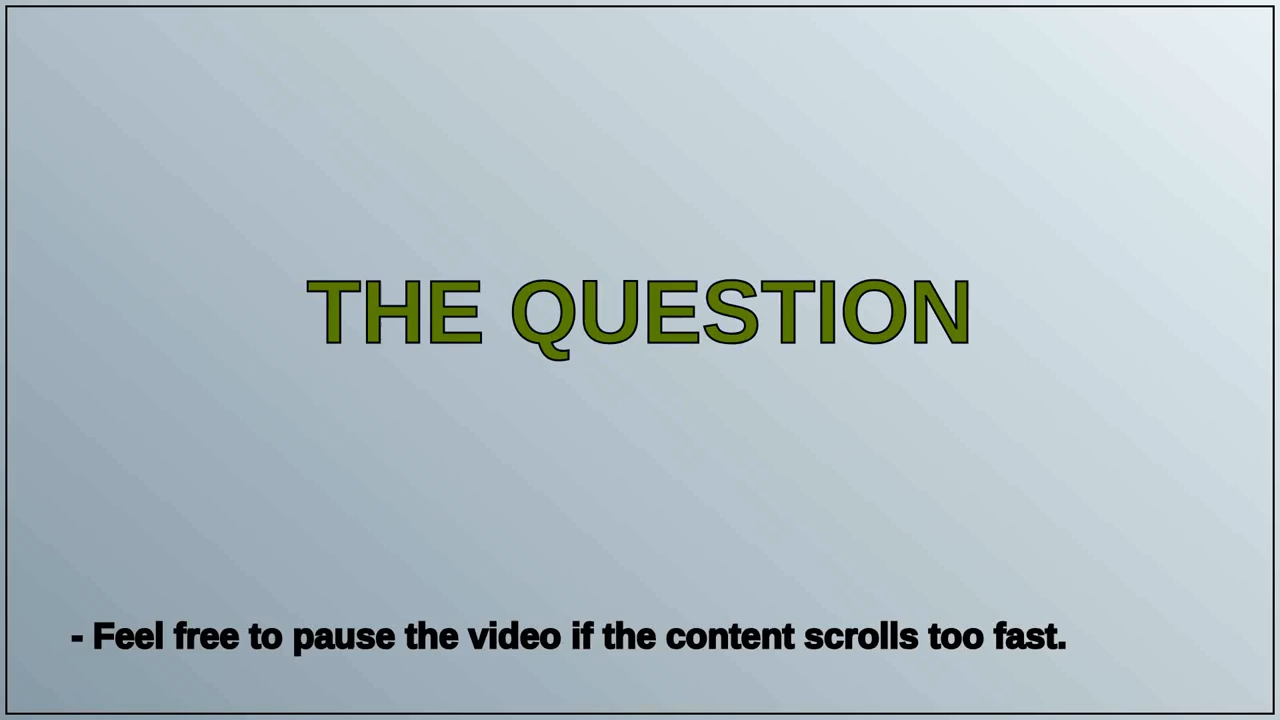 THE QUESTION
- Feel free to pause the video if the content scrolls too fast.